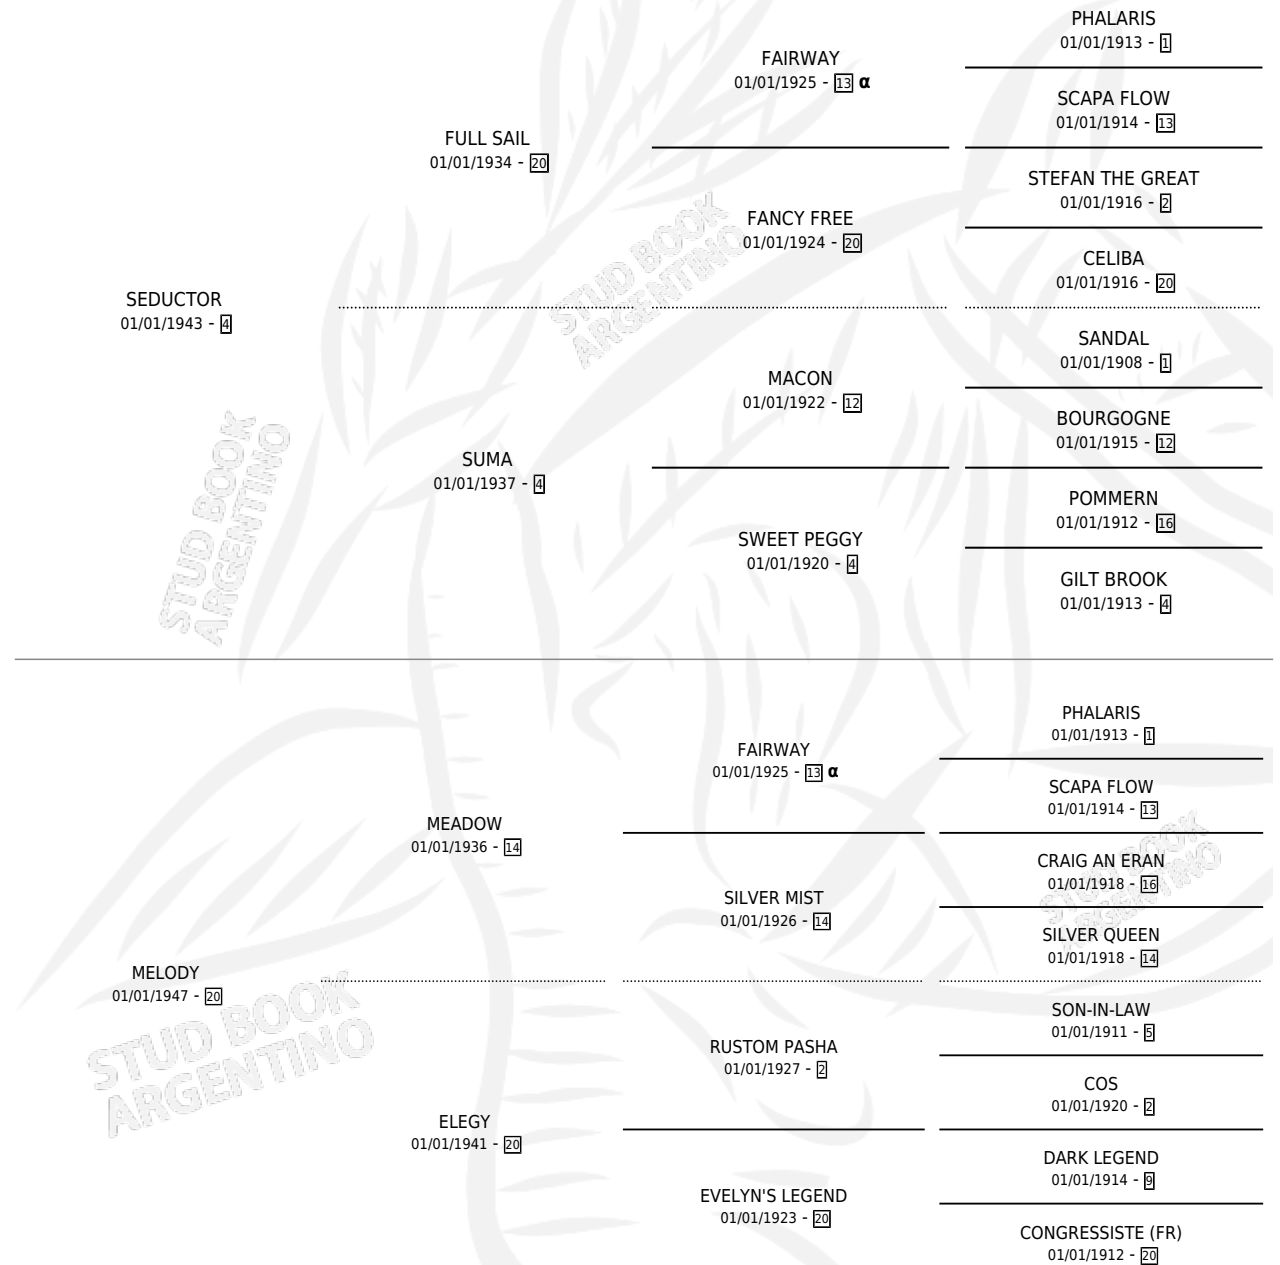 PHALARIS
01/01/1913 - 1
FAIRWAY
01/01/1925 - 13 α
SCAPA FLOW
01/01/1914 - 13
FULL SAIL
01/01/1934 - 20
STEFAN THE GREAT
01/01/1916 - 2
FANCY FREE
01/01/1924 - 20
CELIBA
01/01/1916 - 20
SEDUCTOR
01/01/1943 - 4
SANDAL
01/01/1908 - 1
MACON
01/01/1922 - 12
BOURGOGNE
01/01/1915 - 12
SUMA
01/01/1937 - 4
POMMERN
01/01/1912 - 16
SWEET PEGGY
01/01/1920 - 4
GILT BROOK
01/01/1913 - 4
PHALARIS
01/01/1913 - 1
FAIRWAY
01/01/1925 - 13 α
SCAPA FLOW
01/01/1914 - 13
MEADOW
01/01/1936 - 14
CRAIG AN ERAN
01/01/1918 - 16
SILVER MIST
01/01/1926 - 14
SILVER QUEEN
01/01/1918 - 14
MELODY
01/01/1947 - 20
SON-IN-LAW
01/01/1911 - 5
RUSTOM PASHA
01/01/1927 - 2
COS
01/01/1920 - 2
ELEGY
01/01/1941 - 20
DARK LEGEND
01/01/1914 - 9
EVELYN'S LEGEND
01/01/1923 - 20
CONGRESSISTE (FR)
01/01/1912 - 20
STUD BOOK
ARGENTINO
STUD BOOK
ARGENTINO
STUD BOOK
ARGENTINO
STUD BOOK
ARGENTINO